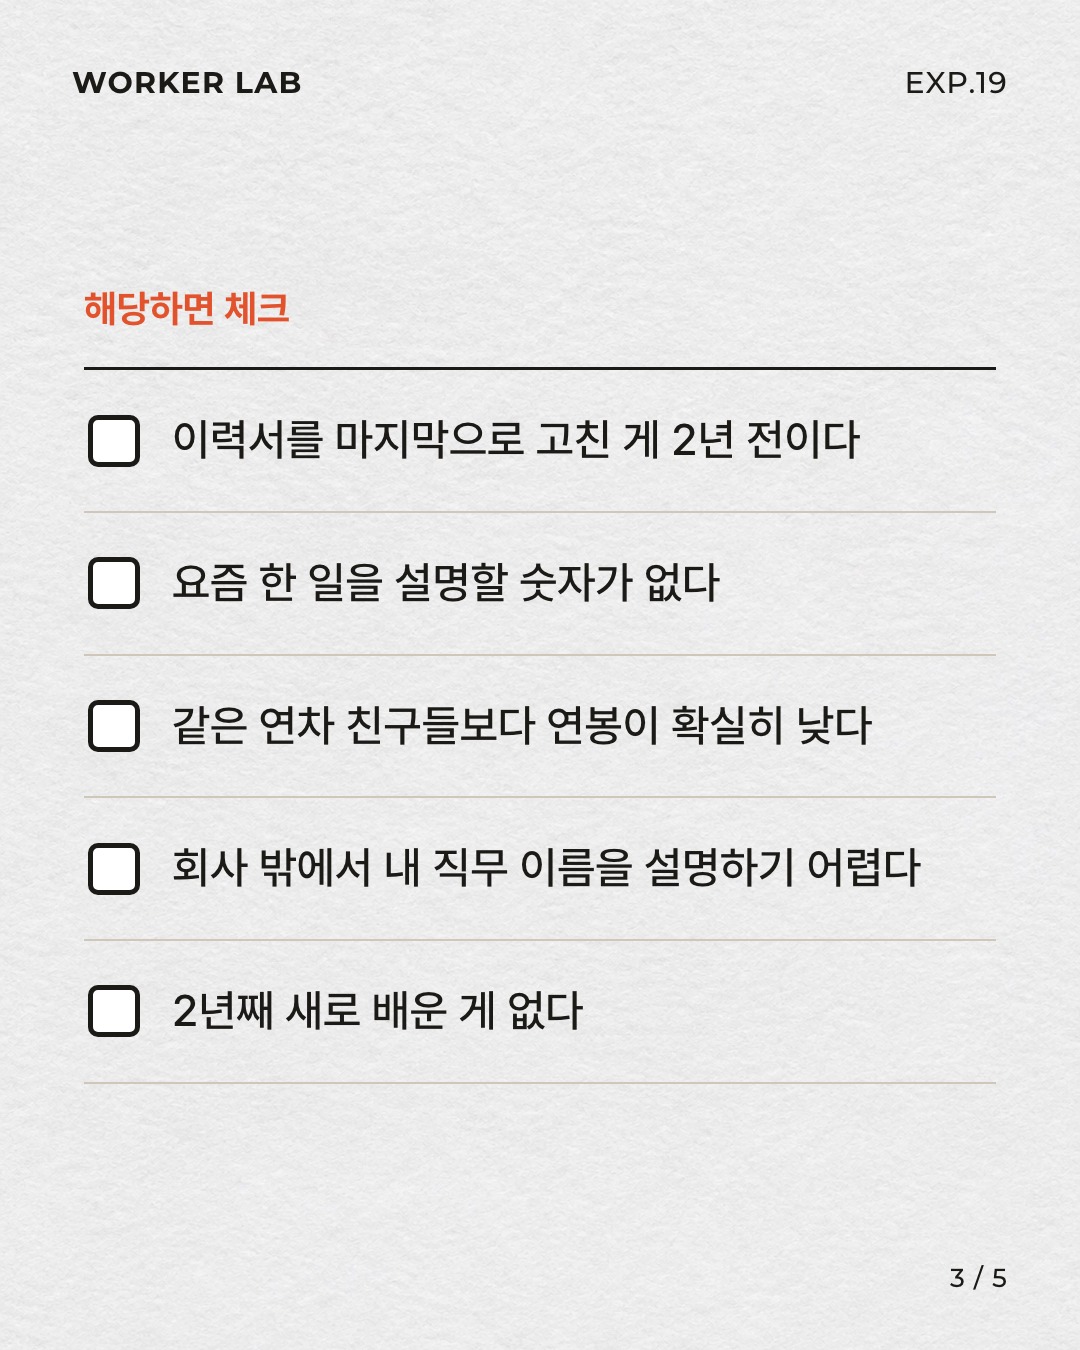 WORKER LAB
EXP.19
해당하면 체크
이력서를 마지막으로 고친 게 2년 전이다
요즘 한 일을 설명할 숫자가 없다
같은 연차 친구들보다 연봉이 확실히 낮다
회사 밖에서 내 직무 이름을 설명하기 어렵다
2년째 새로 배운 게 없다
3 / 5